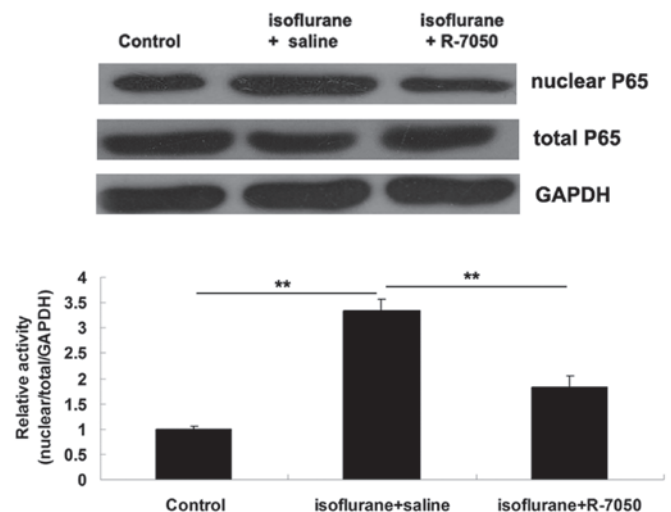 Control
isoflurane
+ saline
isoflurane
+ R-7050
nuclear P65
total P65
GAPDH
Relative activity
(nuclear/total/GAPDH)
4
3.5
3
2.5
2
1.5
1
0.5
0
**
**
Control
isoflurane+saline
isoflurane+R-7050